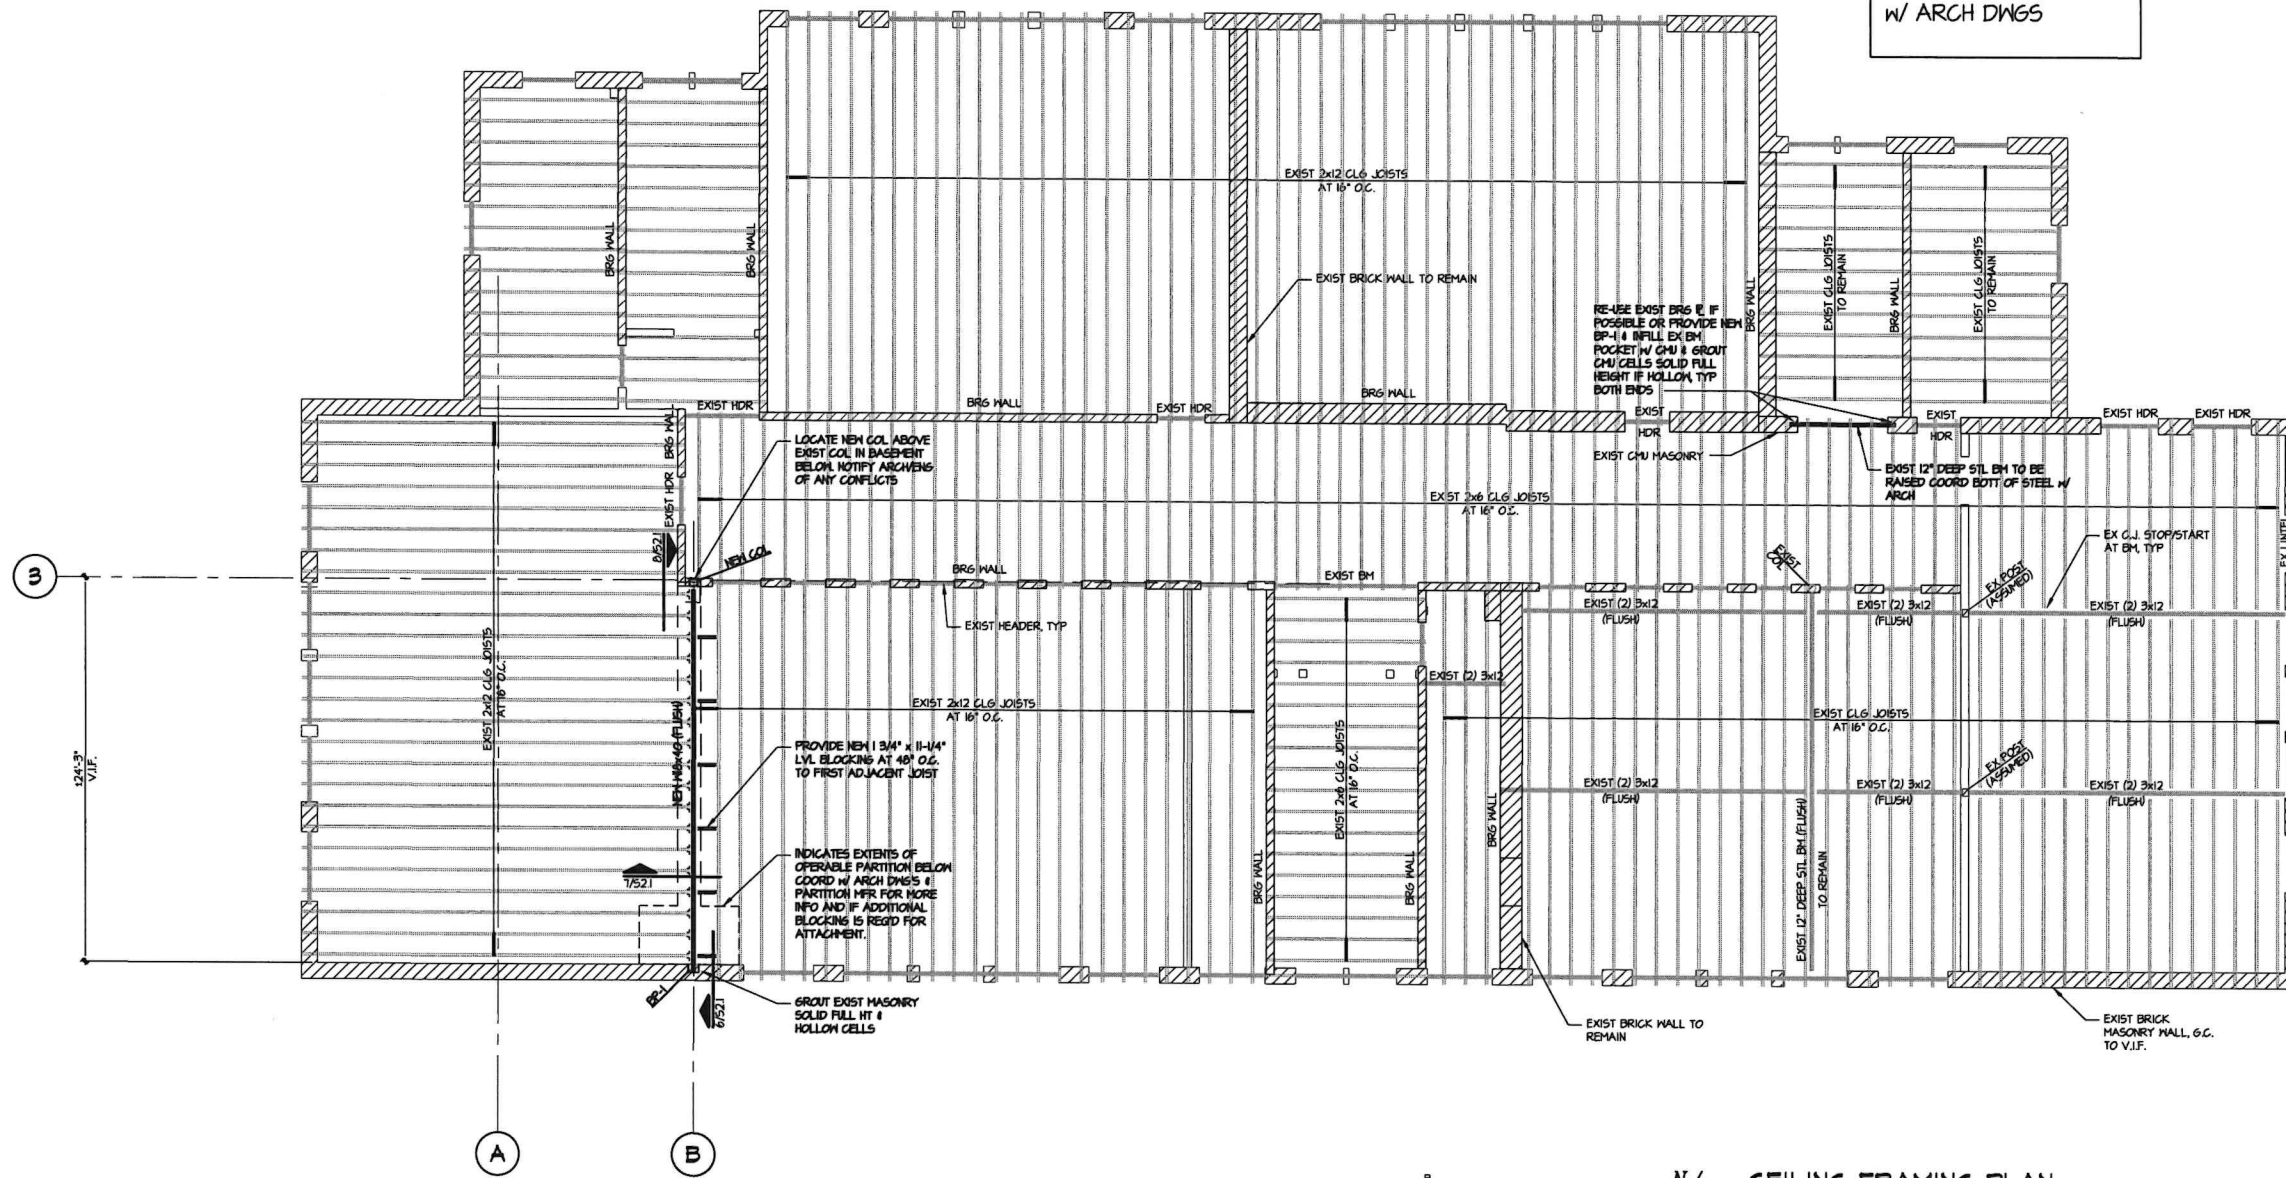 W/ ARCH DWGS
EXIST 2x12 CLG JOISTS
AT 16" O.C.
BRG WALL
BRG WALL
EXIST BRICK WALL TO REMAIN
BRG WALL
EXIST CLG JOISTS
TO REMAIN
BRG WALL
EXIST CLG JOISTS
TO REMAIN
RE-USE EXIST BRG PL IF
POSSIBLE OR PROVIDE NEW
BP-1 & INFILL EX BM
POCKET W/ CMU & GROUT
CMU CELLS SOLID FULL
HEIGHT IF HOLLOW, TYP
BOTH ENDS
EXIST HDR
BRG WALL
EXIST HDR
BRG WALL
EXIST
HDR
EXIST
HDR
EXIST HDR
EXIST HDR
BRG WAL
EXIST HDR
LOCATE NEW COL ABOVE
EXIST COL IN BASEMENT
BELOW. NOTIFY ARCH/ENG
OF ANY CONFLICTS
EXIST CMU MASONRY
EXIST 12" DEEP STL BM TO BE
RAISED COORD BOTT OF STEEL W/
ARCH
EXIST 2x6 CLG JOISTS
AT 16" O.C.
EX LINTEL
8/S2.1
NEW COL
3
BRG WALL
EXIST BM
EXIST
COL
EX POST
(ASSUMED)
EX C.J. STOP/START
AT BM, TYP
EXIST HEADER, TYP
EXIST (2) 3x12
(FLUSH)
EXIST (2) 3x12
(FLUSH)
EXIST (2) 3x12
(FLUSH)
EXIST 2x12 CLG JOISTS
AT 16" O.C.
NEW W18x40 (FLUSH)
EXIST (2) 3x12
EXIST 2x12 CLG JOISTS
AT 16" O.C.
EXIST 2x6 CLG JOISTS
AT 16" O.C.
EXIST CLG JOISTS
AT 16" O.C.
124'-3"
V.I.F.
PROVIDE NEW 1 3/4" x 11-1/4"
LVL BLOCKING AT 48" O.C.
TO FIRST ADJACENT JOIST
EX POST
(ASSUMED)
EXIST (2) 3x12
(FLUSH)
EXIST (2) 3x12
(FLUSH)
EXIST (2) 3x12
(FLUSH)
BRG WALL
BRG WALL
BRG WALL
EXIST 12" DEEP STL BM (FLUSH)
TO REMAIN
INDICATES EXTENTS OF
OPERABLE PARTITION BELOW
COORD W/ ARCH DWG'S &
PARTITION MFR FOR MORE
INFO AND IF ADDITIONAL
BLOCKING IS REQ'D FOR
ATTACHMENT.
7/S2.1
BP-1
6/S2.1
GROUT EXIST MASONRY
SOLID FULL HT &
HOLLOW CELLS
EXIST BRICK WALL TO
REMAIN
EXIST BRICK
MASONRY WALL, G.C.
TO V.I.F.
A
B
CEILING FRAMING PLAN